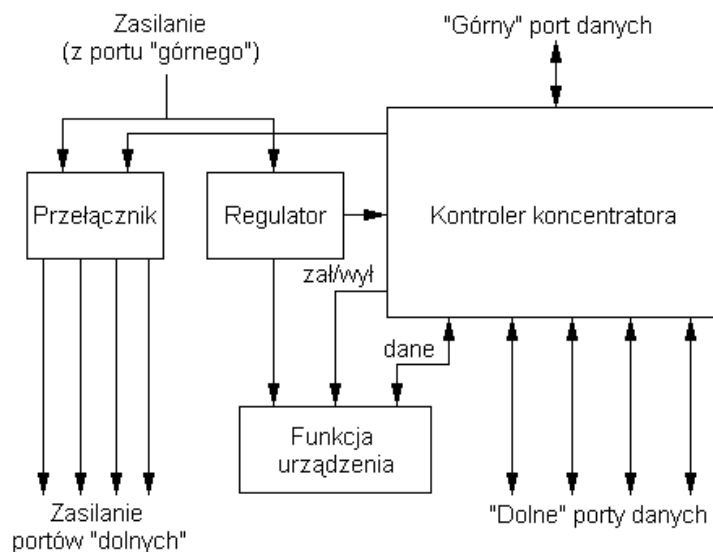 Zasilanie
(z portu "górnego")
"Górny" port danych
Przełącznik
Regulator
Kontroler koncentratora
zał/wył
dane
Funkcja
urządzenia
Zasilanie
portów "dolnych"
"Dolne" porty danych